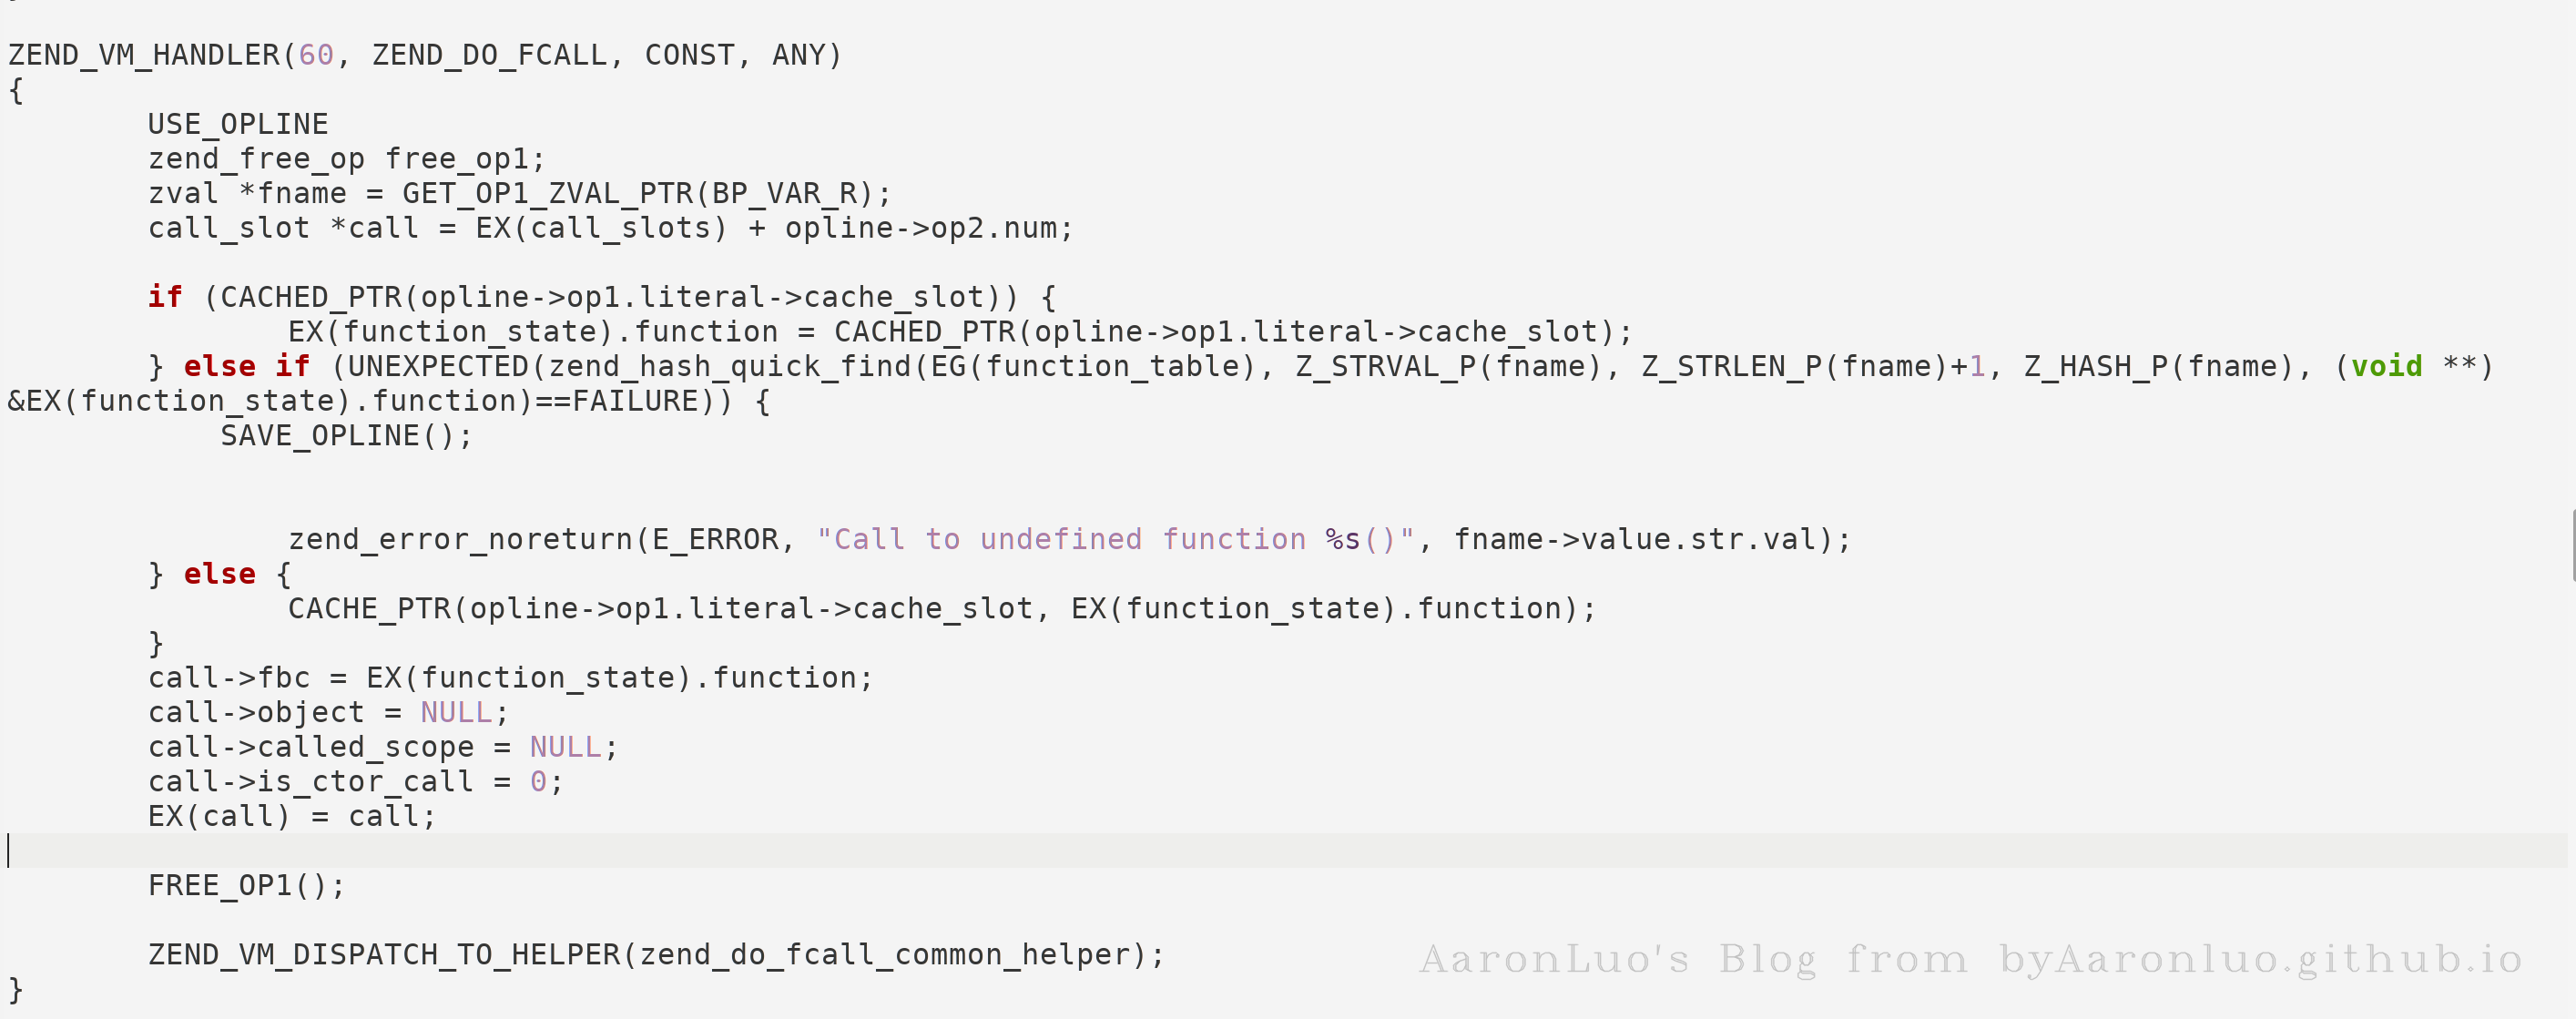 ZEND_VM_HANDLER(60, ZEND_DO_FCALL, CONST, ANY)
{
        USE_OPLINE
        zend_free_op free_op1;
        zval *fname = GET_OP1_ZVAL_PTR(BP_VAR_R);
        call_slot *call = EX(call_slots) + opline->op2.num;

        if (CACHED_PTR(opline->op1.literal->cache_slot)) {
                EX(function_state).function = CACHED_PTR(opline->op1.literal->cache_slot);
        } else if (UNEXPECTED(zend_hash_quick_find(EG(function_table), Z_STRVAL_P(fname), Z_STRLEN_P(fname)+1, Z_HASH_P(fname), (void **)
&EX(function_state).function)==FAILURE)) {
            SAVE_OPLINE();


                zend_error_noreturn(E_ERROR, "Call to undefined function %s()", fname->value.str.val);
        } else {
                CACHE_PTR(opline->op1.literal->cache_slot, EX(function_state).function);
        }
        call->fbc = EX(function_state).function;
        call->object = NULL;
        call->called_scope = NULL;
        call->is_ctor_call = 0;
        EX(call) = call;

        FREE_OP1();

        ZEND_VM_DISPATCH_TO_HELPER(zend_do_fcall_common_helper);
AaronLuo's Blog from byAaronluo.github.io
}